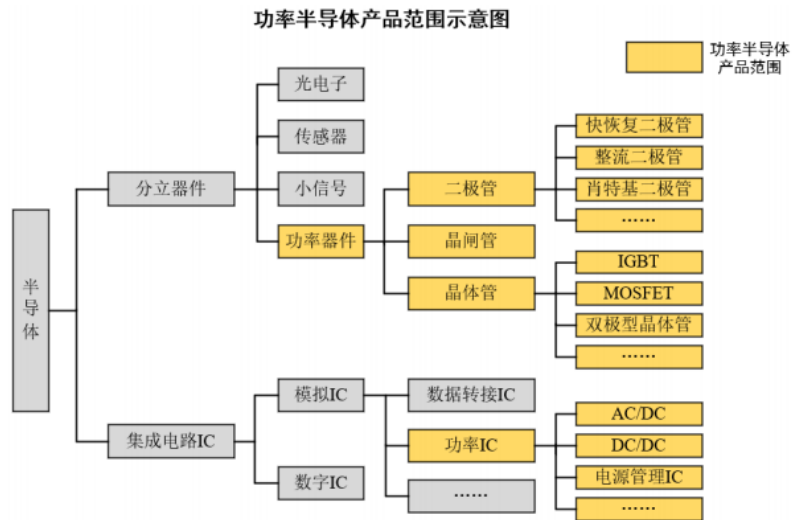 功率半导体产品范围示意图
功率半导体
产品范围
光电子
传感器
分立器件
小信号
功率器件
二极管
晶闸管
晶体管
快恢复二极管
整流二极管
肖特基二极管
……
IGBT
MOSFET
双极型晶体管
……
半
导
体
集成电路IC
模拟IC
数字IC
数据转接IC
功率IC
……
AC/DC
DC/DC
电源管理IC
……